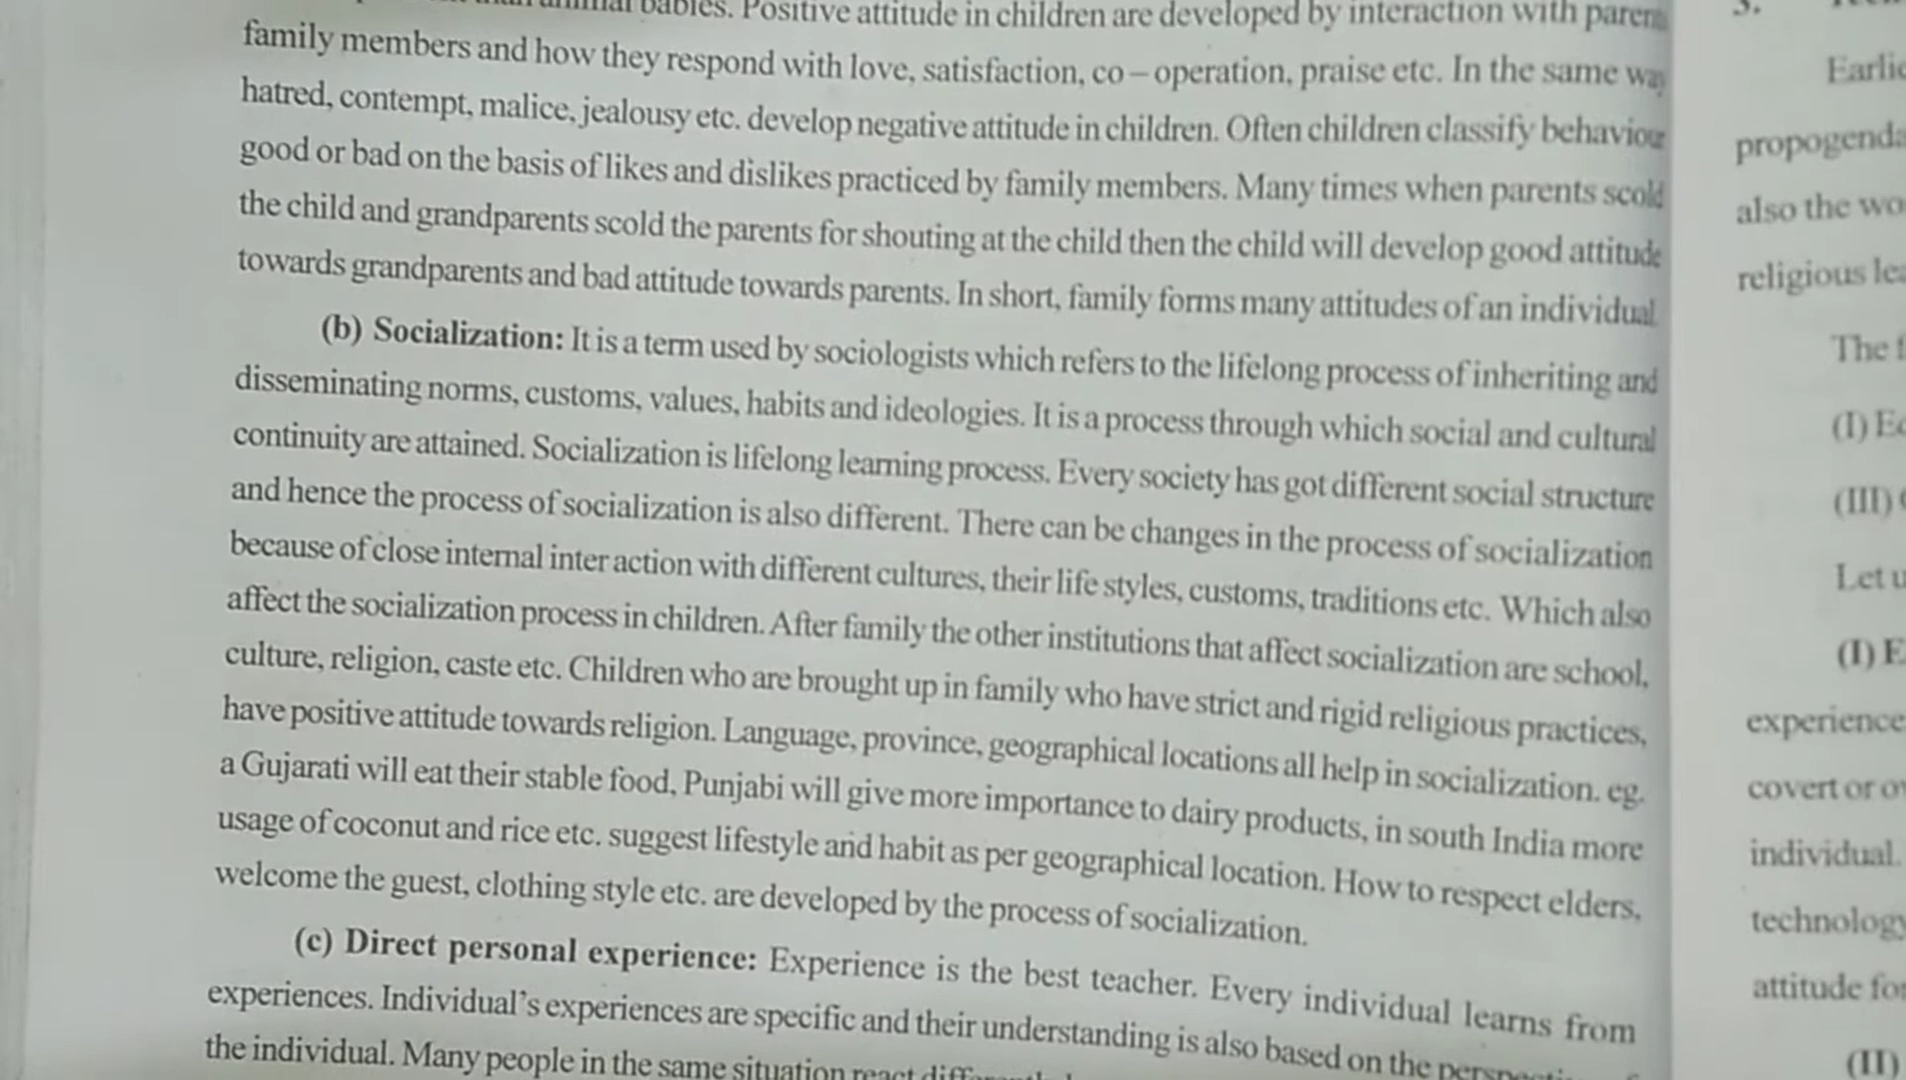 babies. Positive attitude in children are developed by interaction with
family members and how they respond with love, satisfaction, co – operation, praise etc. In the same way
hatred, contempt, malice, jealousy etc. develop negative attitude in children. Often children classify behaviour
good or bad on the basis of likes and dislikes practiced by family members. Many times when parents scold
the child and grandparents scold the parents for shouting at the child then the child will develop good attitude
towards grandparents and bad attitude towards parents. In short, family forms many attitudes of an individual.
(b) Socialization: It is a term used by sociologists which refers to the lifelong process of inheriting and
disseminating norms, customs, values, habits and ideologies. It is a process through which social and cultural
continuity are attained. Socialization is lifelong learning process. Every society has got different social structure
and hence the process of socialization is also different. There can be changes in the process of socialization
because of close internal inter action with different cultures, their life styles, customs, traditions etc. Which also
affect the socialization process in children. After family the other institutions that affect socialization are school,
culture, religion, caste etc. Children who are brought up in family who have strict and rigid religious practices,
have positive attitude towards religion. Language, province, geographical locations all help in socialization. eg.
a Gujarati will eat their stable food, Punjabi will give more importance to dairy products, in south India more
usage of coconut and rice etc. suggest lifestyle and habit as per geographical location. How to respect elders,
welcome the guest, clothing style etc. are developed by the process of socialization.
(c) Direct personal experience: Experience is the best teacher. Every individual learns from
experiences. Individual's experiences are specific and their understanding is also based on the
the individual. Many people in the same situation react
3.
propogenda
also the
religious
The
(I)
(III)
Let
(I)
experience
covert or
individual.
technology
attitude
(II)